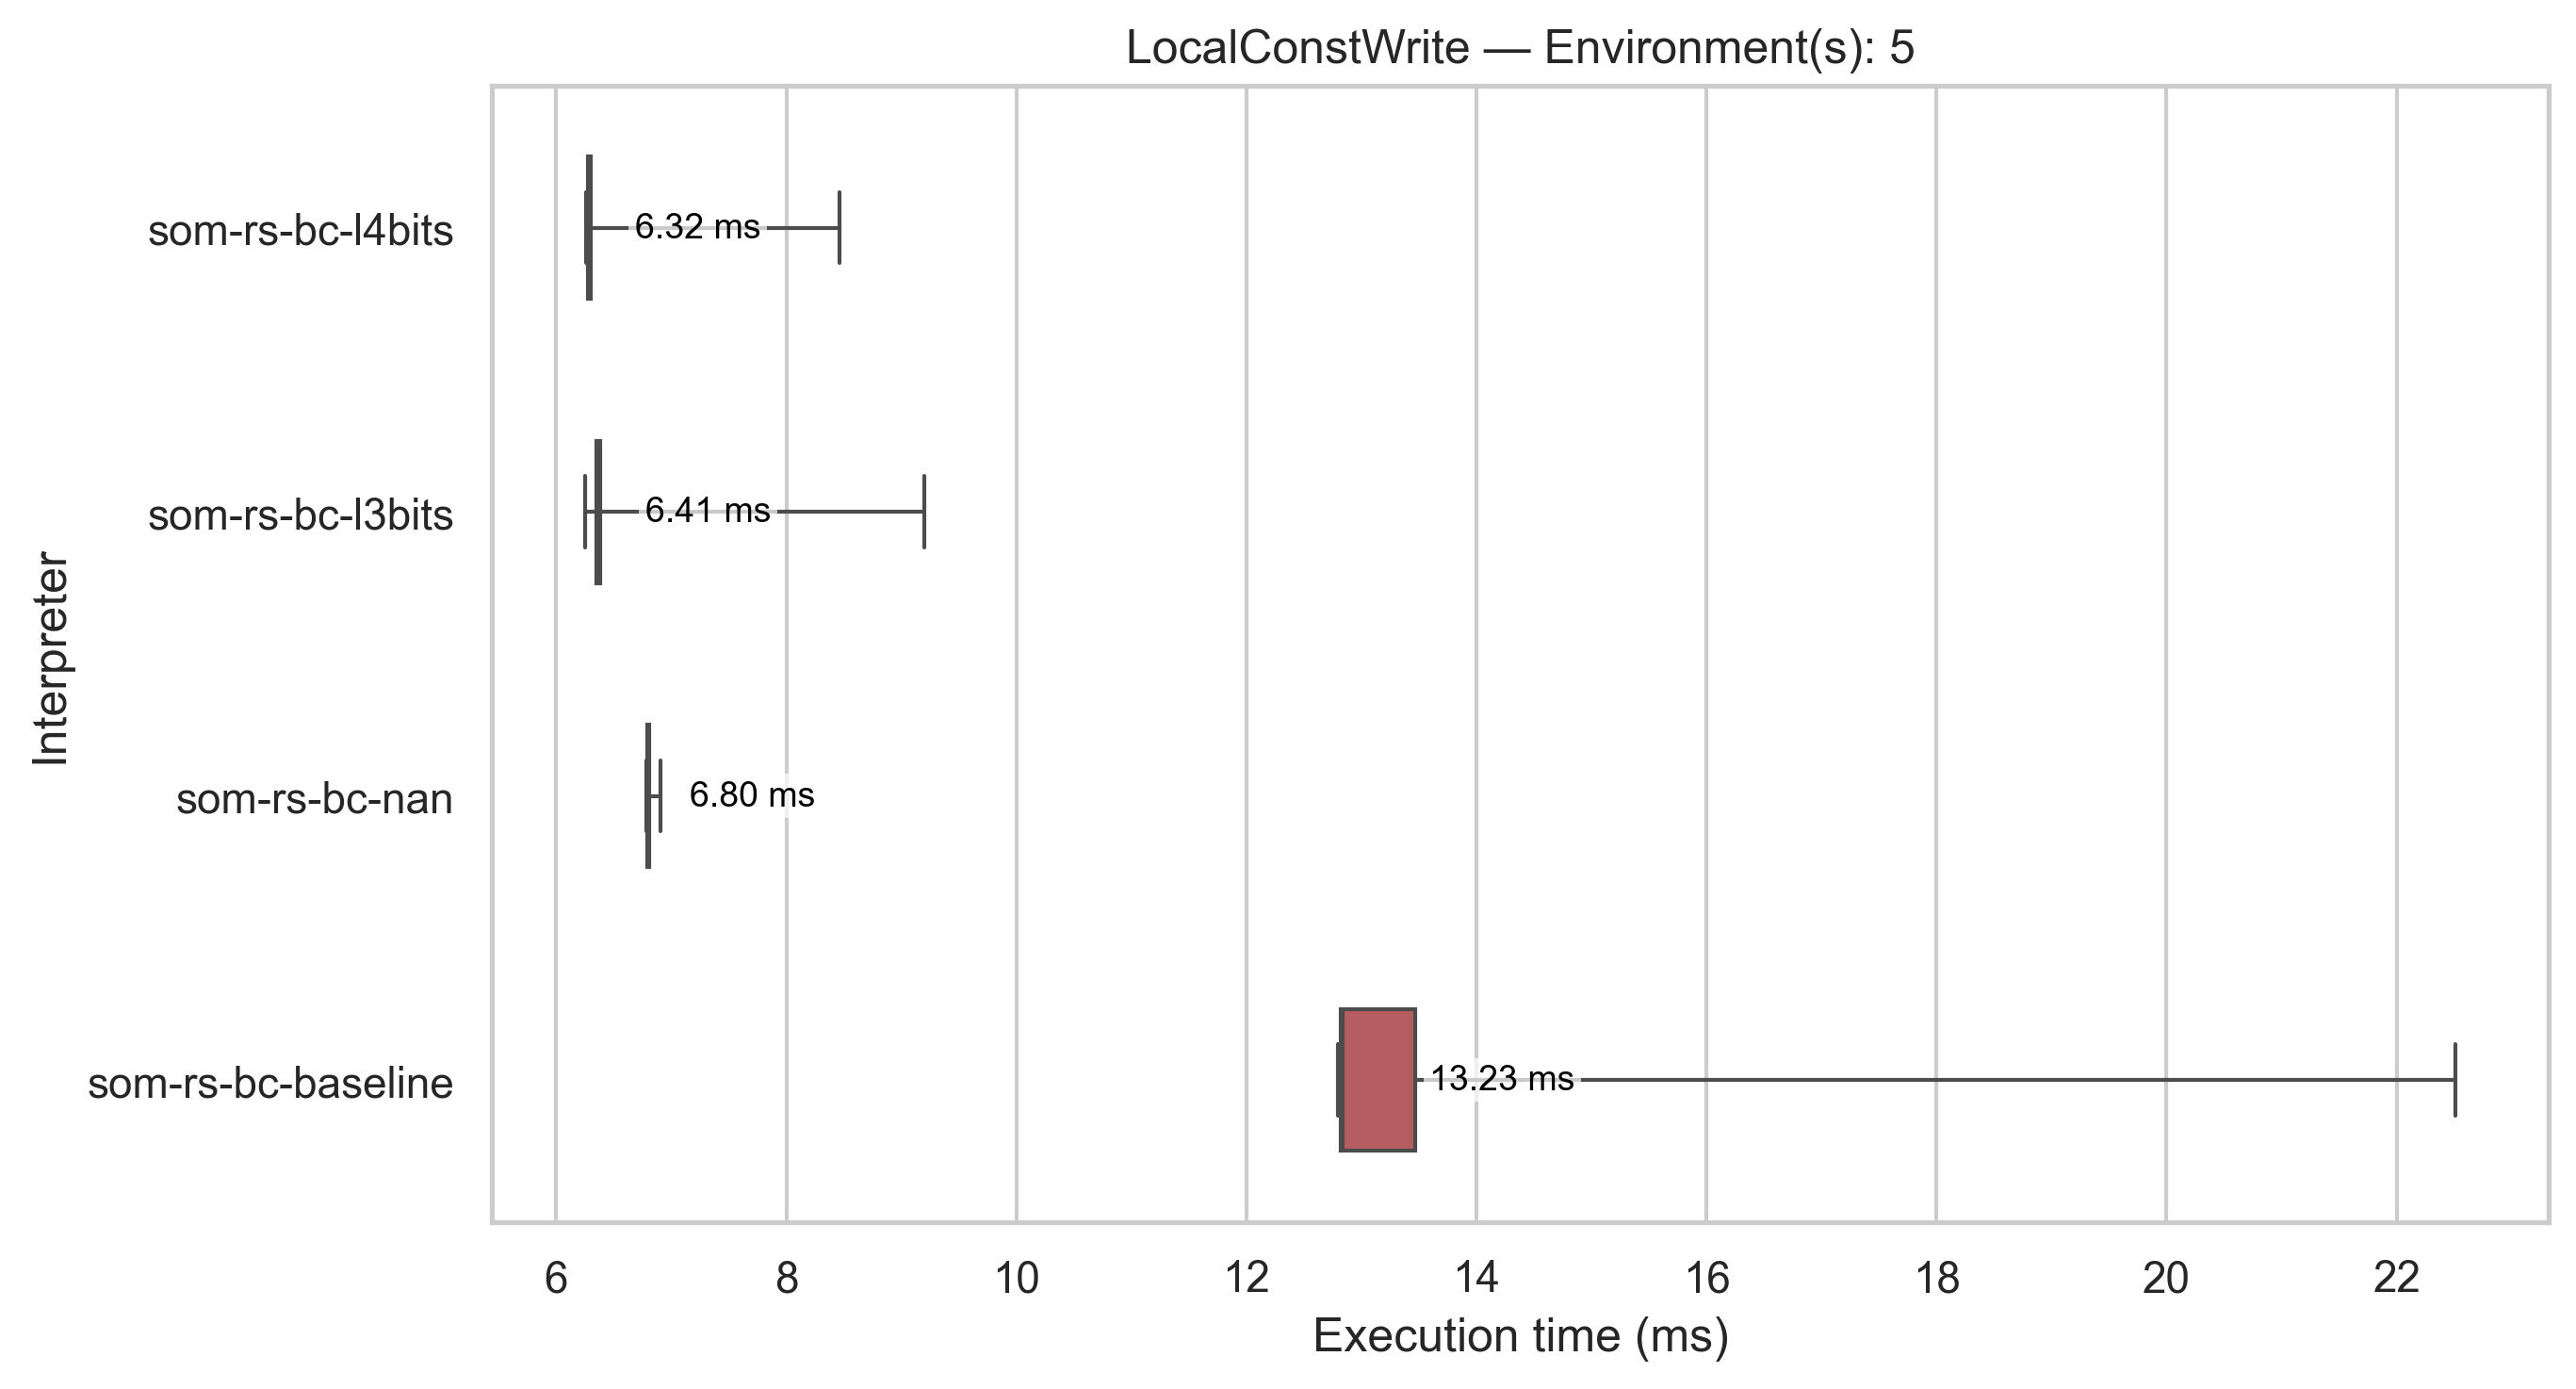 LocalConstWrite — Environment(s): 5
som-rs-bc-l4bits
6.32 ms
som-rs-bc-l3bits
6.41 ms
Interpreter
som-rs-bc-nan
6.80 ms
som-rs-bc-baseline
13.23 ms
6 8 10 12 14 16 18 20 22
Execution time (ms)